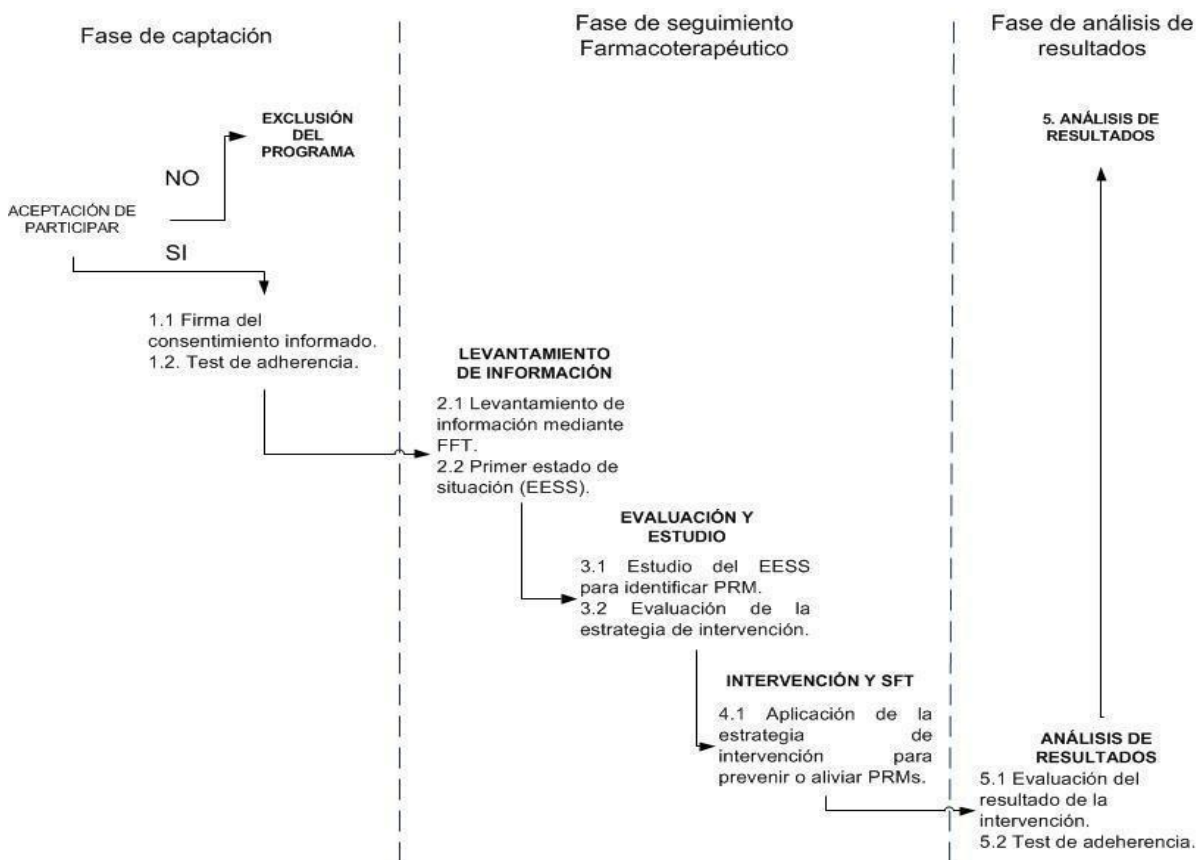 Fase de captación
Fase de seguimiento
Farmacoterapéutico
Fase de análisis de
resultados
EXCLUSIÓN
DEL
PROGRAMA
5. ANÁLISIS DE
RESULTADOS
NO
ACEPTACIÓN DE
PARTICIPAR
SI
1.1 Firma del
consentimiento informado.
1.2. Test de adherencia.
LEVANTAMIENTO
DE INFORMACIÓN
2.1 Levantamiento de
información mediante
FFT.
2.2 Primer estado de
situación (EESS).
EVALUACIÓN Y
ESTUDIO
3.1 Estudio del EESS
para identificar PRM.
3.2 Evaluación de la
estrategia de intervención.
INTERVENCIÓN Y SFT
4.1 Aplicación de la
estrategia de
intervención para
prevenir o aliviar PRMs.
ANÁLISIS DE
RESULTADOS
5.1 Evaluación del
resultado de la
intervención.
5.2 Test de adeherencia.